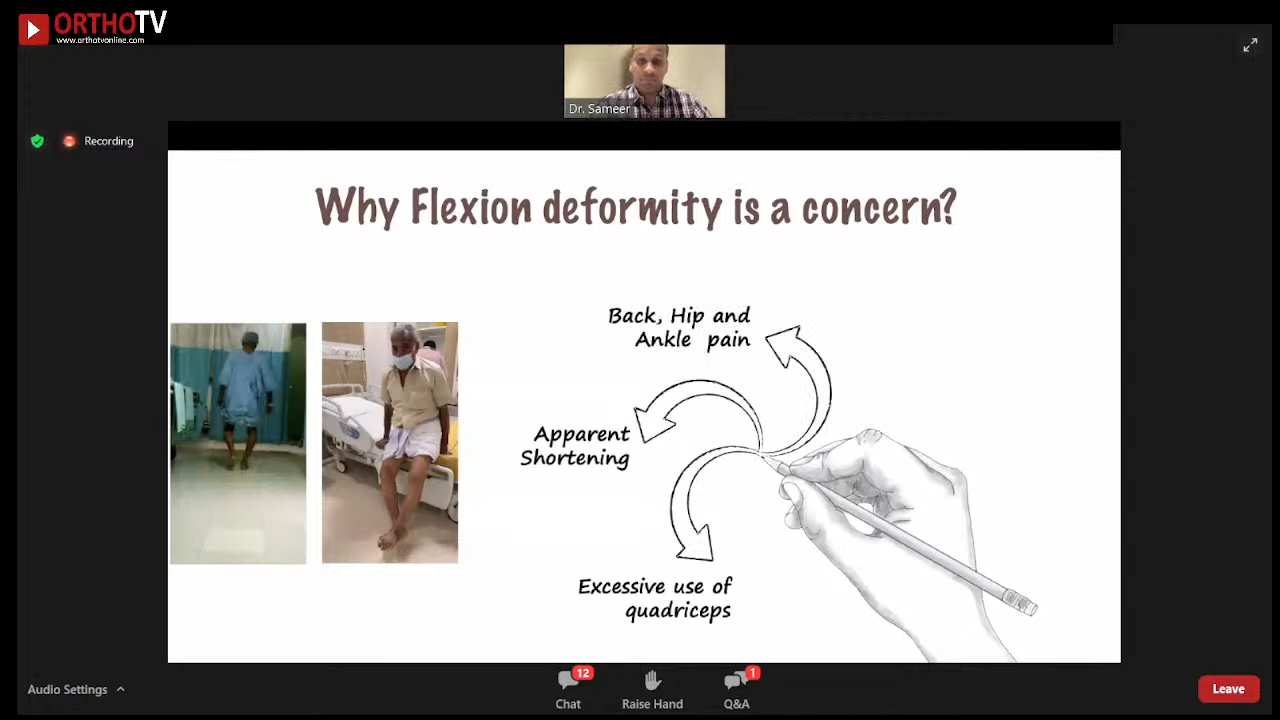 ORTHOTV
www.orthotvonline.com
Dr. Sameer
Recording
Why Flexion deformity is a concern?
Back, Hip and
Ankle pain
Apparent
Shortening
Excessive use of
quadriceps
Audio Settings
12
Chat
Raise Hand
1
Q&A
Leave